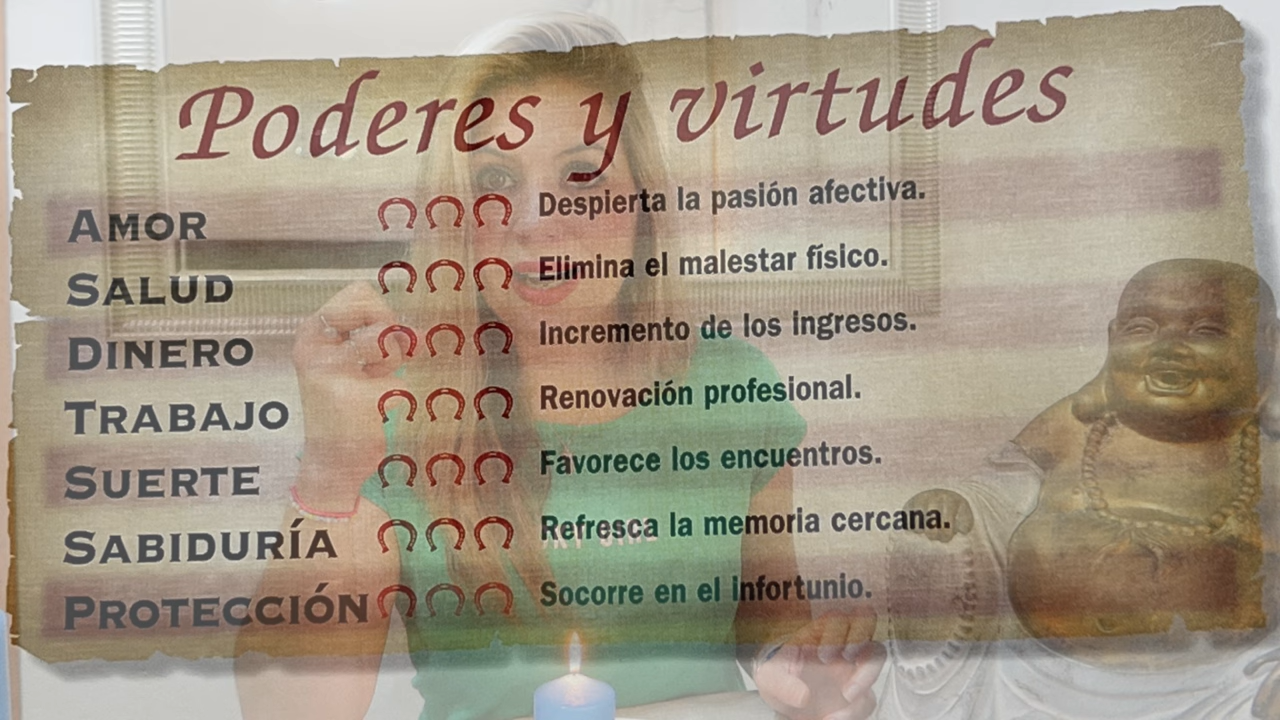 Poderes y virtudes
AMOR Despierta la pasión afectiva.
SALUD Elimina el malestar físico.
DINERO Incremento de los ingresos.
TRABAJO Renovación profesional.
SUERTE Favorece los encuentros.
SABIDURÍA Refresca la memoria cercana.
PROTECCIÓN Socorre en el infortunio.